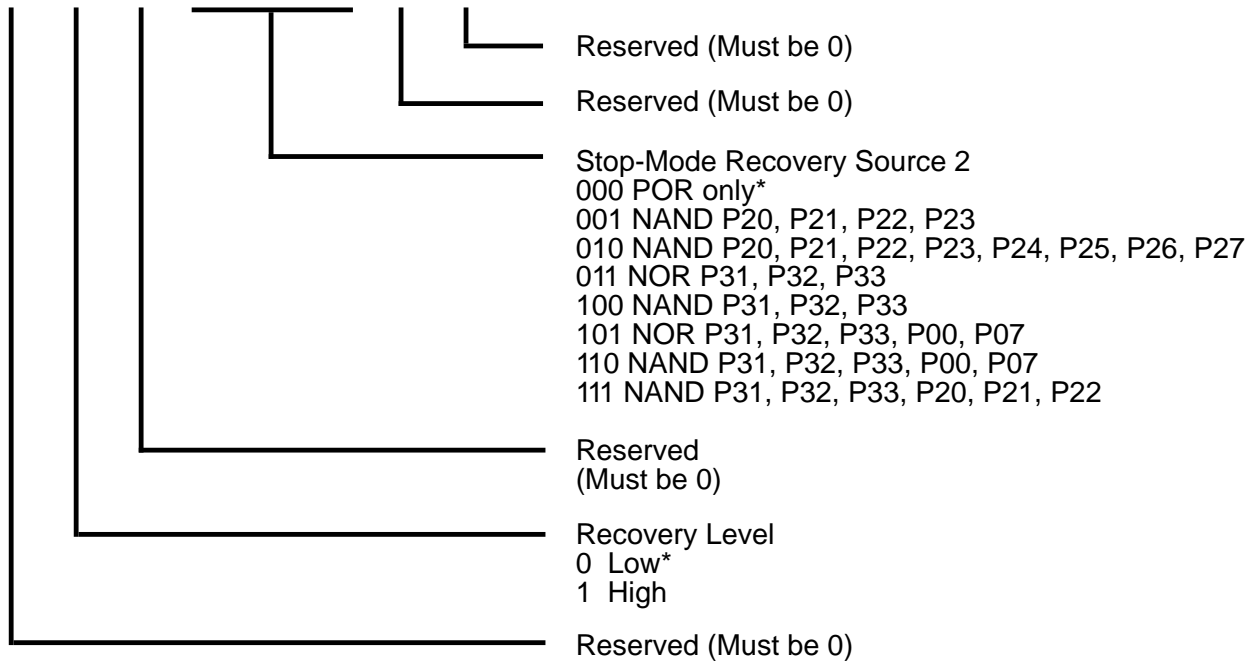 Reserved (Must be 0)
Reserved (Must be 0)
Stop-Mode Recovery Source 2
000 POR only*
001 NAND P20, P21, P22, P23
010 NAND P20, P21, P22, P23, P24, P25, P26, P27
011 NOR P31, P32, P33
100 NAND P31, P32, P33
101 NOR P31, P32, P33, P00, P07
110 NAND P31, P32, P33, P00, P07
111 NAND P31, P32, P33, P20, P21, P22
Reserved
(Must be 0)
Recovery Level
0 Low*
1 High
Reserved (Must be 0)